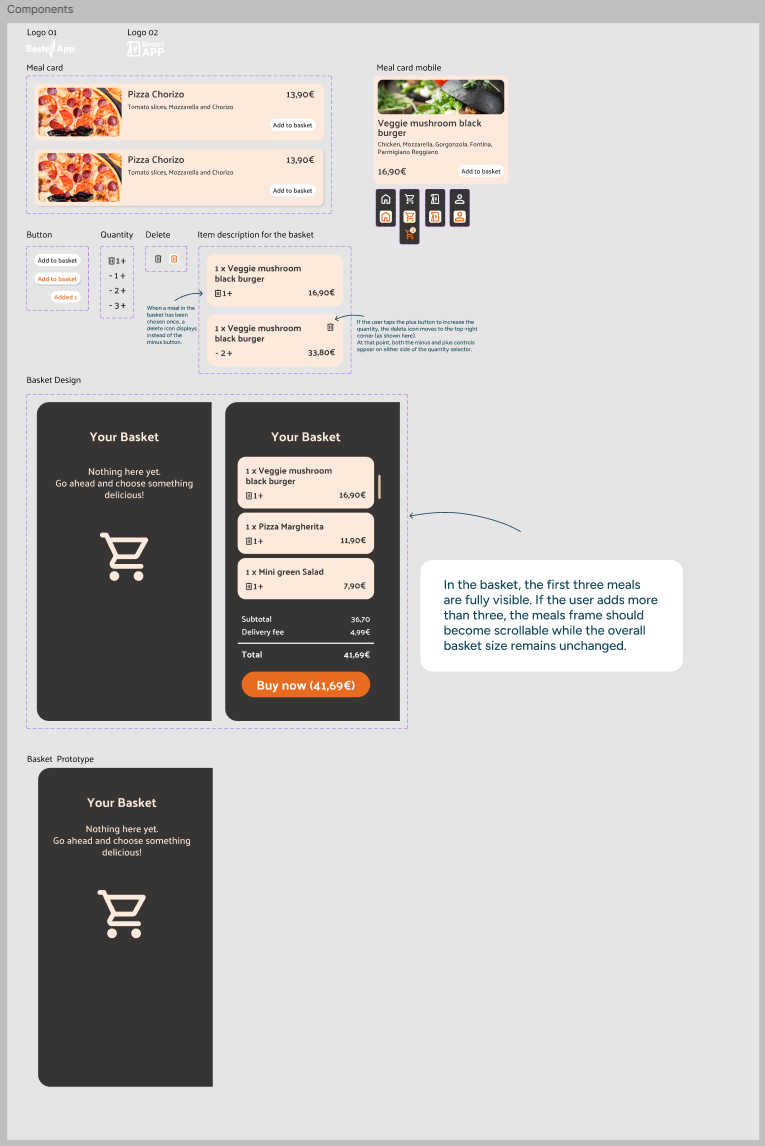 Components
Logo 01
Logo 02
Bestell App
Bestell
APP
Meal card
Meal card mobile
Pizza Chorizo
13,90€
Tomato slices, Mozzarella and Chorizo
Add to basket
Pizza Chorizo
13,90€
Tomato slices, Mozzarella and Chorizo
Add to basket
Veggie mushroom black
burger
Chicken, Mozzarella, Gorgonzola, Fontina,
Parmigiano Reggiano
16,90€
Add to basket
Button
Quantity
Delete
Item description for the basket
Add to basket
Add to basket
Added 1
1 +
- 1 +
- 2 +
- 3 +
When a meal in the
basket has been
chosen once, a
delete icon displays
instead of the
minus button.
1 x Veggie mushroom
black burger
1 +
16,90€
1 x Veggie mushroom
black burger
- 2 +
33,80€
If the user taps the plus button to increase the
quantity, the delete icon moves to the top-right
corner (as shown here).
At that point, both the minus and plus controls
appear on either side of the quantity selector.
Basket Design
Your Basket
Nothing here yet.
Go ahead and choose something
delicious!
Your Basket
1 x Veggie mushroom
black burger
1 +
16,90€
1 x Pizza Margherita
1 +
11,90€
1 x Mini green Salad
1 +
7,90€
Subtotal
36,70
Delivery fee
4,99€
Total
41,69€
Buy now (41,69€)
In the basket, the first three meals
are fully visible. If the user adds more
than three, the meals frame should
become scrollable while the overall
basket size remains unchanged.
Basket Prototype
Your Basket
Nothing here yet.
Go ahead and choose something
delicious!